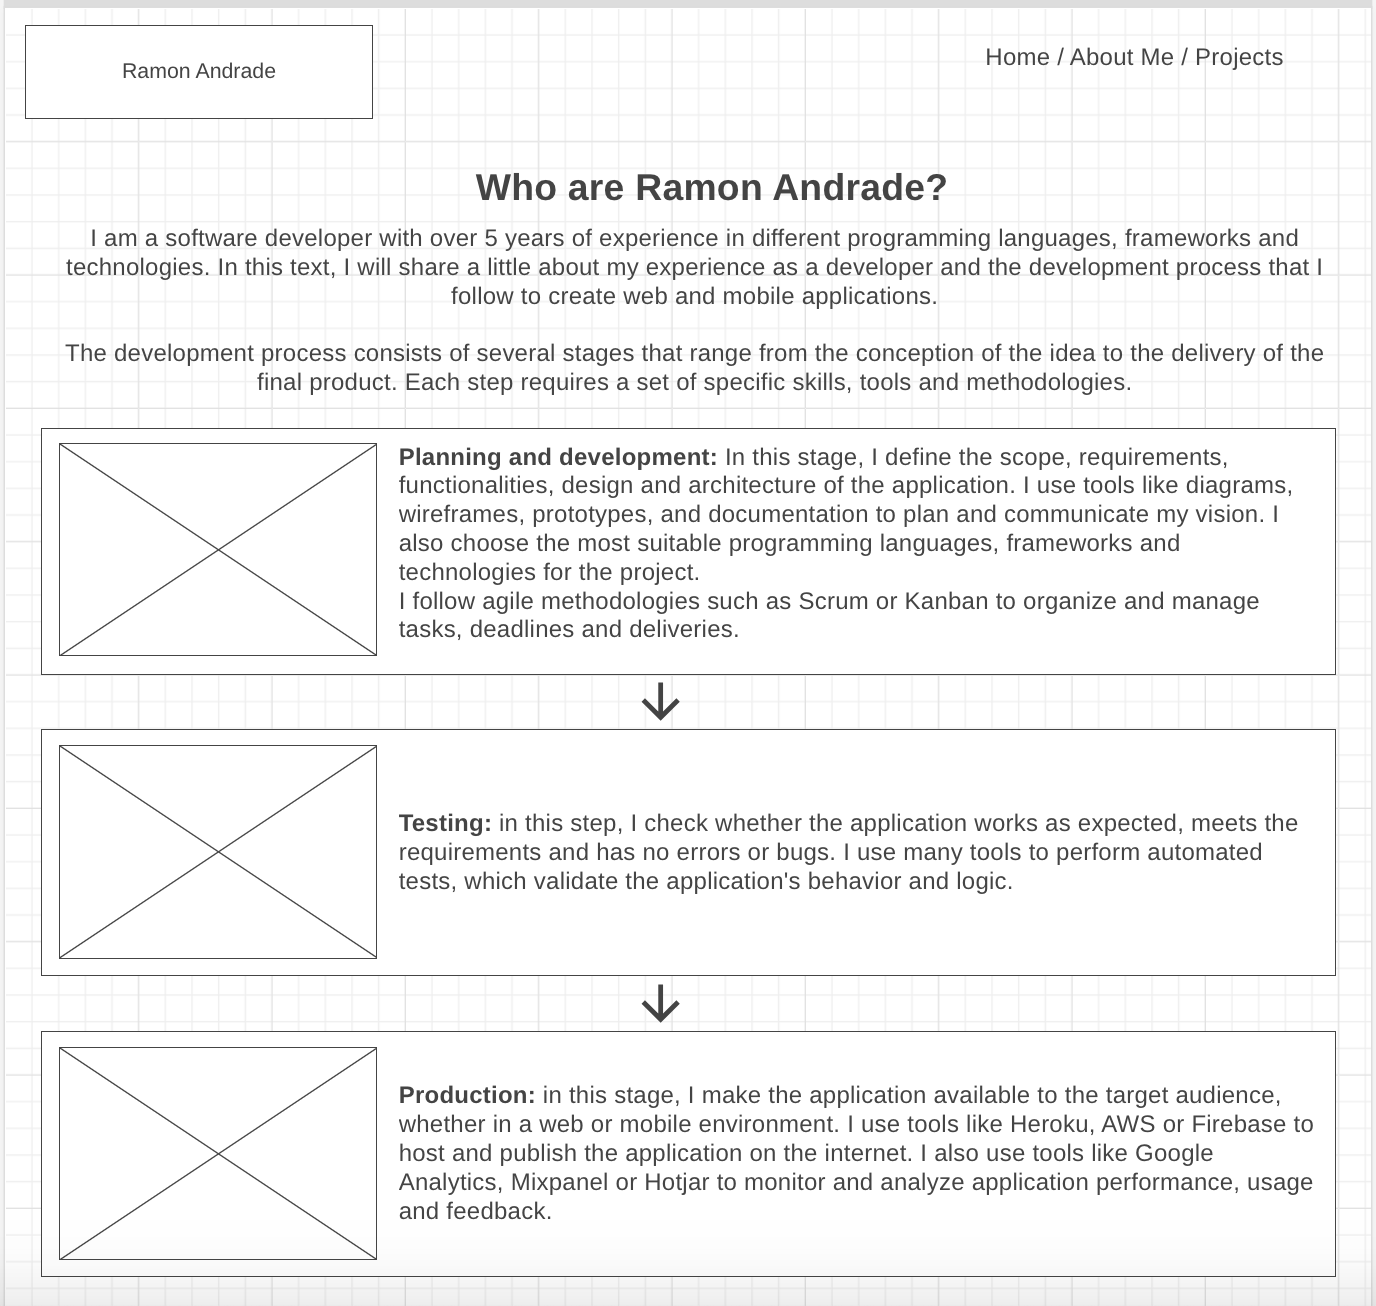 Ramon Andrade
Home / About Me / Projects
Who are Ramon Andrade?
I am a software developer with over 5 years of experience in different programming languages, frameworks and
technologies. In this text, I will share a little about my experience as a developer and the development process that I
follow to create web and mobile applications.
The development process consists of several stages that range from the conception of the idea to the delivery of the
final product. Each step requires a set of specific skills, tools and methodologies.
Planning and development: In this stage, I define the scope, requirements,
functionalities, design and architecture of the application. I use tools like diagrams,
wireframes, prototypes, and documentation to plan and communicate my vision. I
also choose the most suitable programming languages, frameworks and
technologies for the project.
I follow agile methodologies such as Scrum or Kanban to organize and manage
tasks, deadlines and deliveries.
Testing: in this step, I check whether the application works as expected, meets the
requirements and has no errors or bugs. I use many tools to perform automated
tests, which validate the application's behavior and logic.
Production: in this stage, I make the application available to the target audience,
whether in a web or mobile environment. I use tools like Heroku, AWS or Firebase to
host and publish the application on the internet. I also use tools like Google
Analytics, Mixpanel or Hotjar to monitor and analyze application performance, usage
and feedback.